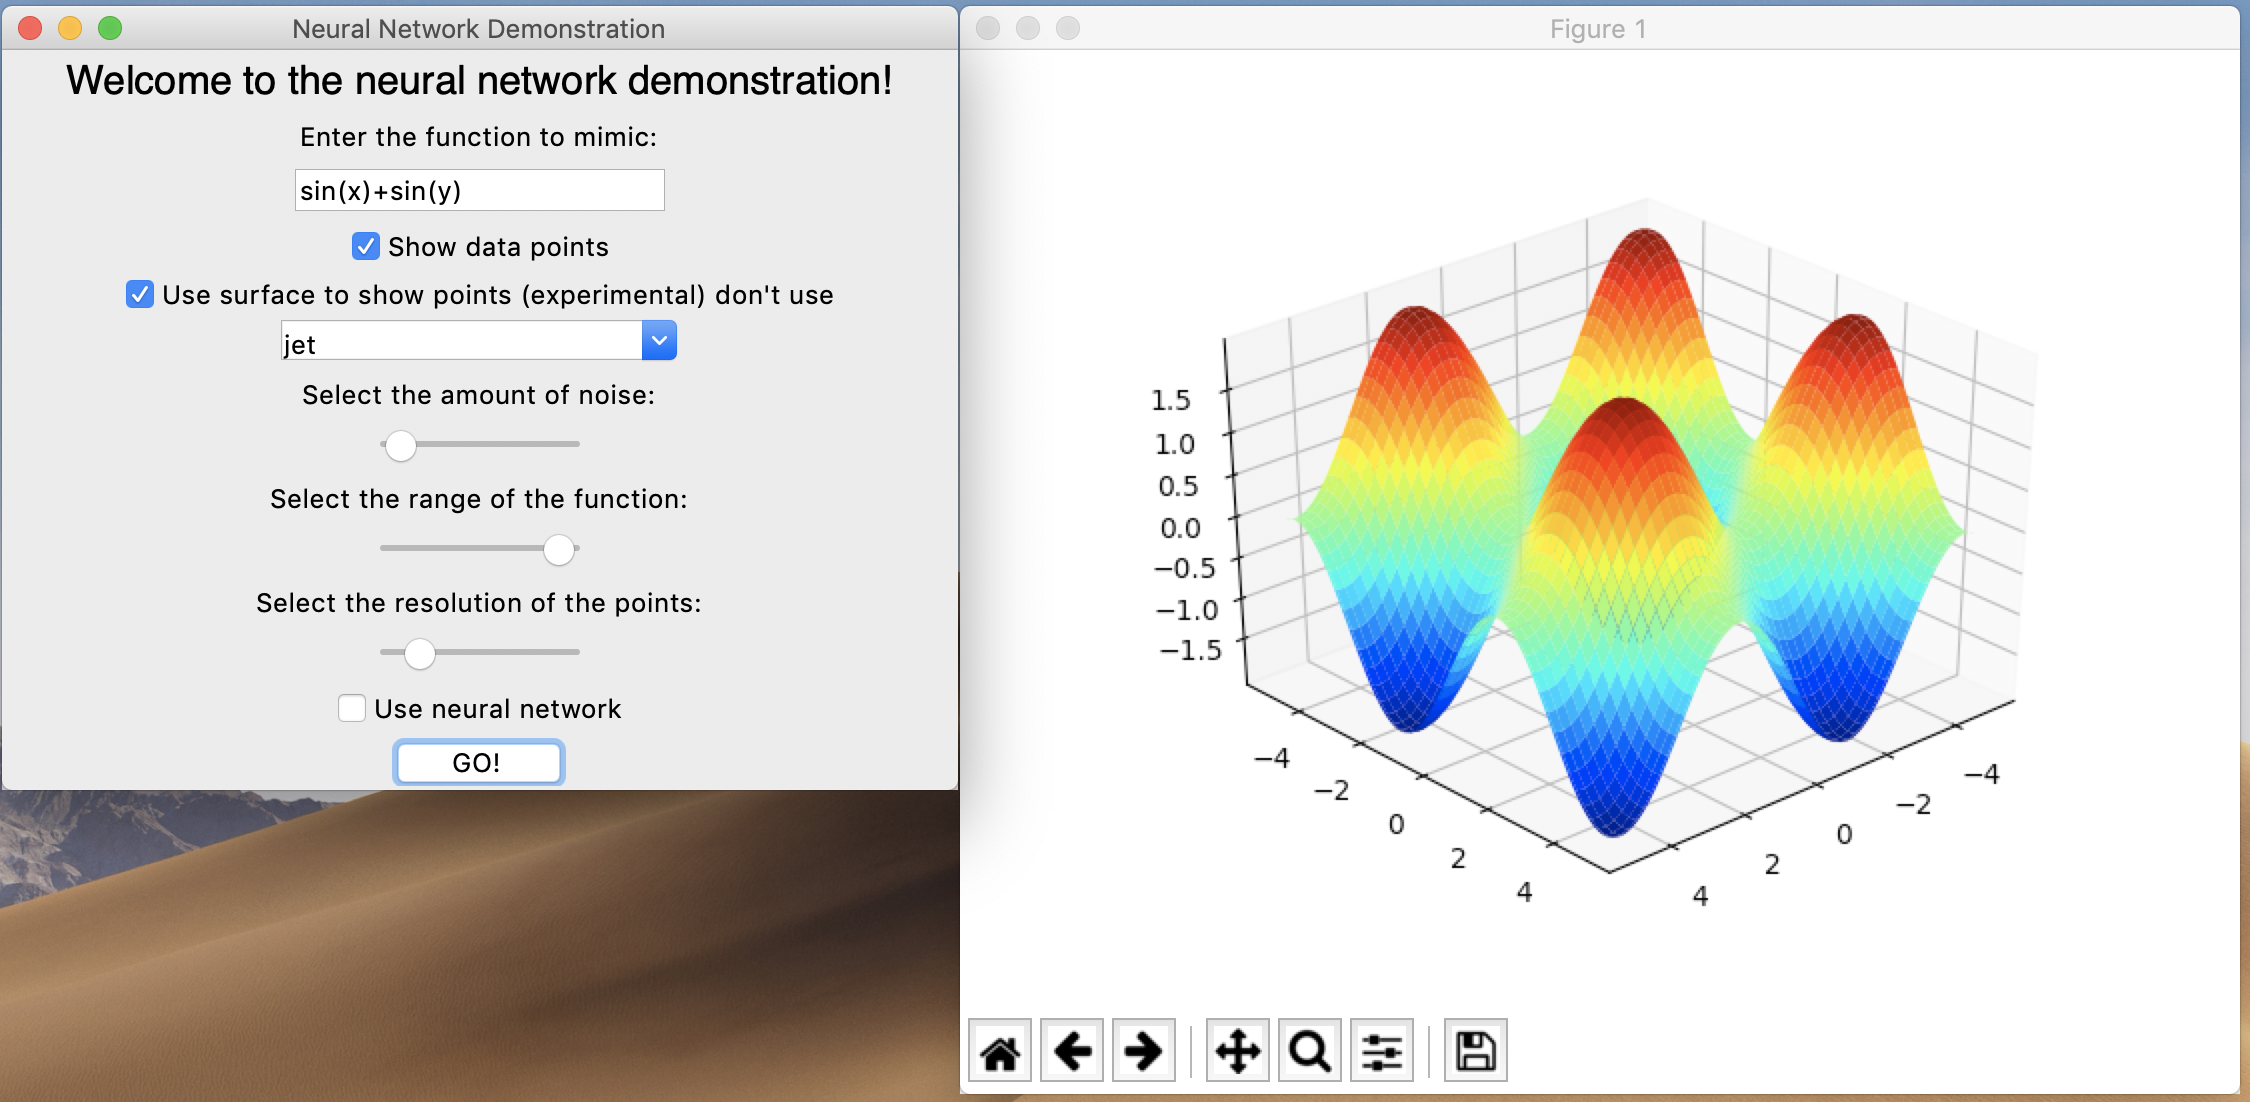 Neural Network Demonstration
Welcome to the neural network demonstration!
Enter the function to mimic:
sin(x)+sin(y)
Show data points
Use surface to show points (experimental) don't use
jet
Select the amount of noise:
Select the range of the function:
Select the resolution of the points:
Use neural network
GO!
Figure 1
1.5
1.0
0.5
0.0
−0.5
−1.0
−1.5
−4
−2
0
2
4
4
2
0
−2
−4